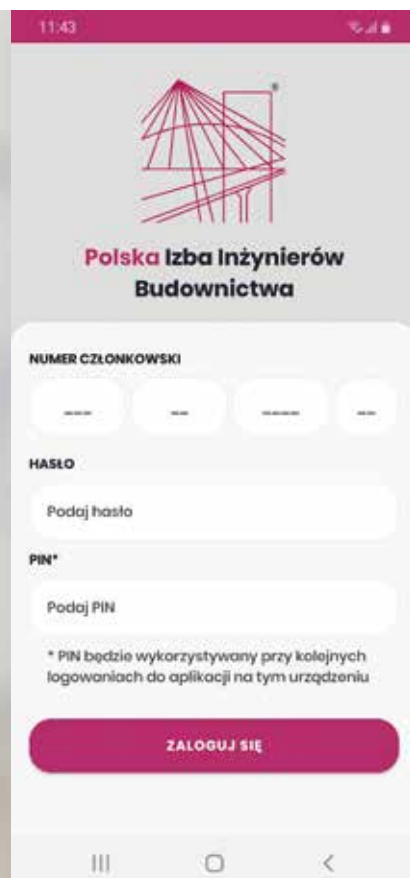 11:43
®
Polska Izba Inżynierów
Budownictwa
NUMER CZŁONKOWSKI
--- -- ---- --
HASŁO
Podaj hasło
PIN*
Podaj PIN
* PIN będzie wykorzystywany przy kolejnych
logowaniach do aplikacji na tym urządzeniu
ZALOGUJ SIĘ